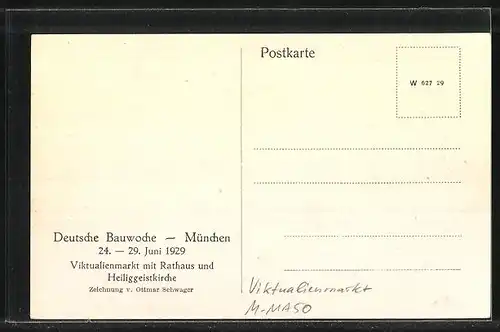 Postkarte
W 627 29
Deutsche Bauwoche — München
24. — 29. Juni 1929
Viktualienmarkt mit Rathaus und
Heiliggeistkirche
Zeichnung v. Ottmar Schwager
Viktualienmarkt
M-MA50